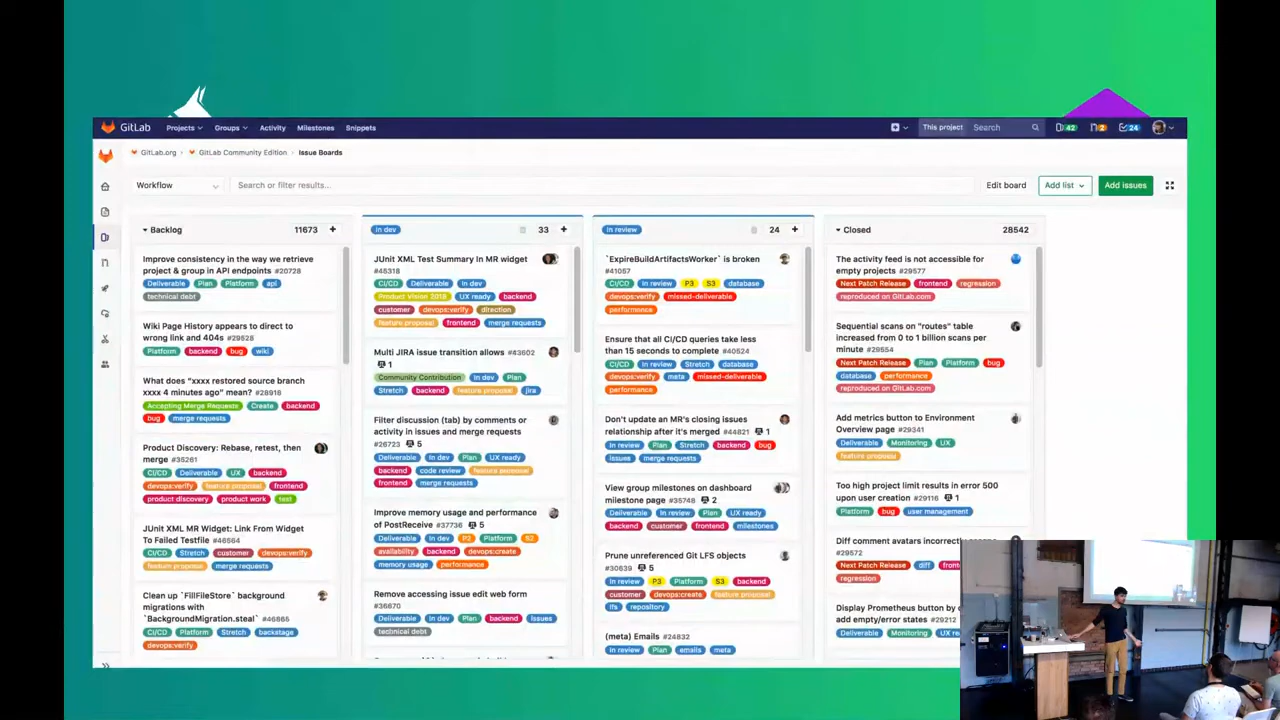 GitLab Projects Groups Activity Milestones Snippets This project Search 42 2 24
GitLab.org > GitLab Community Edition > Issue Boards
Workflow Search or filter results... Edit board Add list Add issues
Backlog 11673 +
Improve consistency in the way we retrieve
project & group in API endpoints #20728
Deliverable Plan Platform api
technical debt
Wiki Page History appears to direct to
wrong link and 404s #29528
Platform backend bug wiki
What does "xxxx restored source branch
xxxx 4 minutes ago" mean? #28918
Accepting Merge Requests Create backend
bug merge requests
Product Discovery: Rebase, retest, then
merge #35261
CI/CD Deliverable UX backend
devops:verify feature proposal frontend
product discovery product work test
JUnit XML MR Widget: Link From Widget
To Failed Testfile #46564
CI/CD Stretch customer devops:verify
feature proposal merge requests
Clean up `FillFileStore` background
migrations with
`BackgroundMigration.steal` #46865
CI/CD Platform Stretch backstage
devops:verify
In dev 33 +
JUnit XML Test Summary In MR widget
#45318
CI/CD Deliverable In dev
Product Vision 2018 UX ready backend
customer devops:verify direction
feature proposal frontend merge requests
Multi JIRA issue transition allows #43602
1
Community Contribution In dev Plan
Stretch backend feature proposal jira
Filter discussion (tab) by comments or
activity in issues and merge requests
#26723 5
Deliverable In dev Plan UX ready
backend code review feature proposal
frontend merge requests
Improve memory usage and performance
of PostReceive #37736 5
Deliverable In dev P2 Platform S2
availability backend devops:create
memory usage performance
Remove accessing issue edit web form
#36670
Deliverable In dev Plan backend issues
technical debt
In review 24 +
`ExpireBuildArtifactsWorker` is broken
#41057
CI/CD In review P3 S3 database
devops:verify missed-deliverable
performance
Ensure that all CI/CD queries take less
than 15 seconds to complete #40524
CI/CD In review Stretch database
devops:verify meta missed-deliverable
performance
Don't update an MR's closing issues
relationship after it's merged #44821 1
In review Plan Stretch backend bug
issues merge requests
View group milestones on dashboard
milestone page #35748 2
Deliverable In review Plan UX ready
backend customer frontend milestones
Prune unreferenced Git LFS objects
#30639 5
In review P3 Platform S3 backend
customer devops:create feature proposal
lfs repository
(meta) Emails #24832
In review Plan emails meta
Closed 28542
The activity feed is not accessible for
empty projects #29577
Next Patch Release frontend regression
reproduced on GitLab.com
Sequential scans on "routes" table
increased from 0 to 1 billion scans per
minute #29554
Next Patch Release Plan Platform bug
database performance
reproduced on GitLab.com
Add metrics button to Environment
Overview page #29341
Deliverable Monitoring UX
feature proposal
Too high project limit results in error 500
upon user creation #29116 1
Platform bug user management
Diff comment avatars
#29572
Next Patch Release diff
regression
Display Prometheus button by
add empty/error states #29212
Deliverable Monitoring